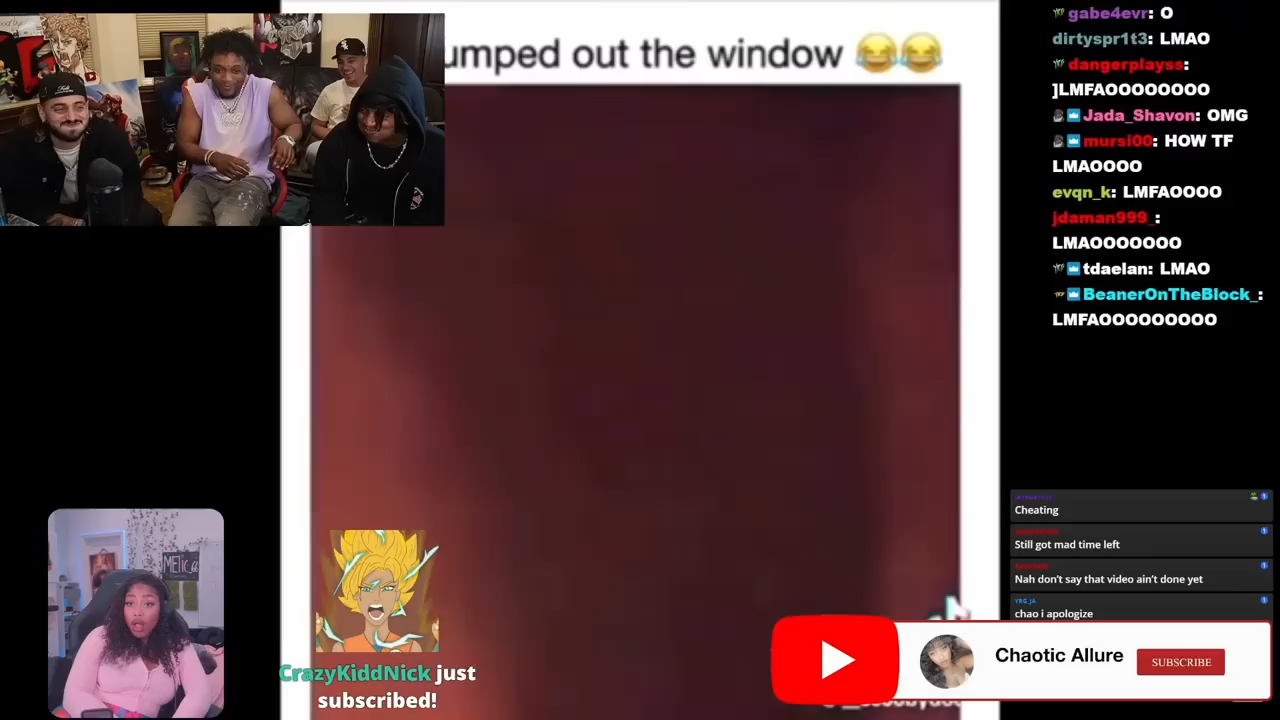 umped out the window 😂😂
gabe4evr: O
dirtyspr1t3: LMAO
dangerplayss:
]LMFAOOOOOOOO
Jada_Shavon: OMG
mursi00: HOW TF
LMAOOOO
evqn_k: LMFAOOOO
jdaman999_:
LMAOOOOOOO
tdaelan: LMAO
BeanerOnTheBlock_:
LMFAOOOOOOOOO
Cheating
Still got mad time left
Nah don't say that video ain't done yet
YRG_JA
chao i apologize
Chaotic Allure
SUBSCRIBE
CrazyKiddNick just
subscribed!